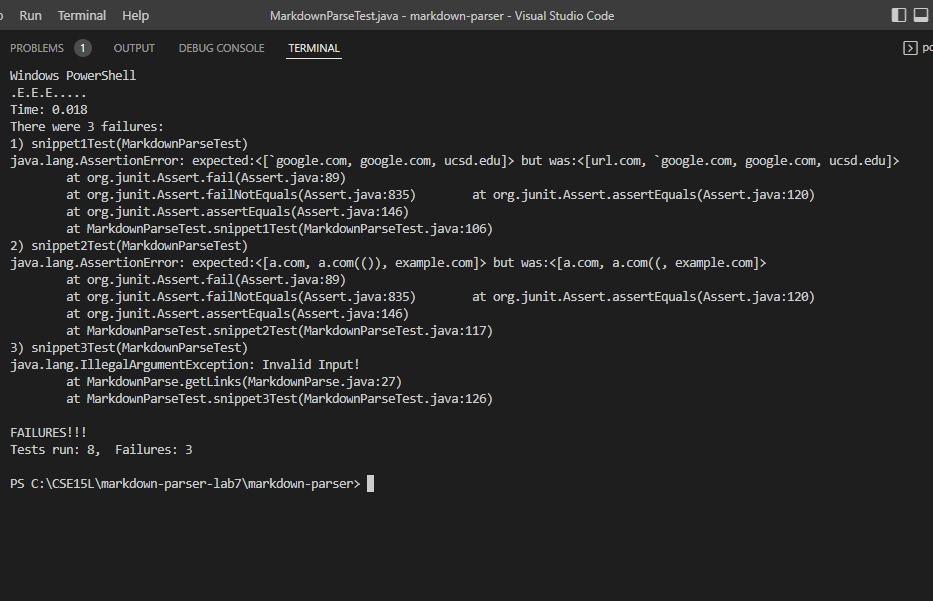 Run Terminal Help MarkdownParseTest.java - markdown-parser - Visual Studio Code
PROBLEMS 1 OUTPUT DEBUG CONSOLE TERMINAL
Windows PowerShell
.E.E.E.....
Time: 0.018
There were 3 failures:
1) snippet1Test(MarkdownParseTest)
java.lang.AssertionError: expected:<[`google.com, google.com, ucsd.edu]> but was:<[url.com, `google.com, google.com, ucsd.edu]>
        at org.junit.Assert.fail(Assert.java:89)
        at org.junit.Assert.failNotEquals(Assert.java:835)        at org.junit.Assert.assertEquals(Assert.java:120)
        at org.junit.Assert.assertEquals(Assert.java:146)
        at MarkdownParseTest.snippet1Test(MarkdownParseTest.java:106)
2) snippet2Test(MarkdownParseTest)
java.lang.AssertionError: expected:<[a.com, a.com(()), example.com]> but was:<[a.com, a.com((, example.com]>
        at org.junit.Assert.fail(Assert.java:89)
        at org.junit.Assert.failNotEquals(Assert.java:835)        at org.junit.Assert.assertEquals(Assert.java:120)
        at org.junit.Assert.assertEquals(Assert.java:146)
        at MarkdownParseTest.snippet2Test(MarkdownParseTest.java:117)
3) snippet3Test(MarkdownParseTest)
java.lang.IllegalArgumentException: Invalid Input!
        at MarkdownParse.getLinks(MarkdownParse.java:27)
        at MarkdownParseTest.snippet3Test(MarkdownParseTest.java:126)
FAILURES!!!
Tests run: 8,  Failures: 3
PS C:\CSE15L\markdown-parser-lab7\markdown-parser>